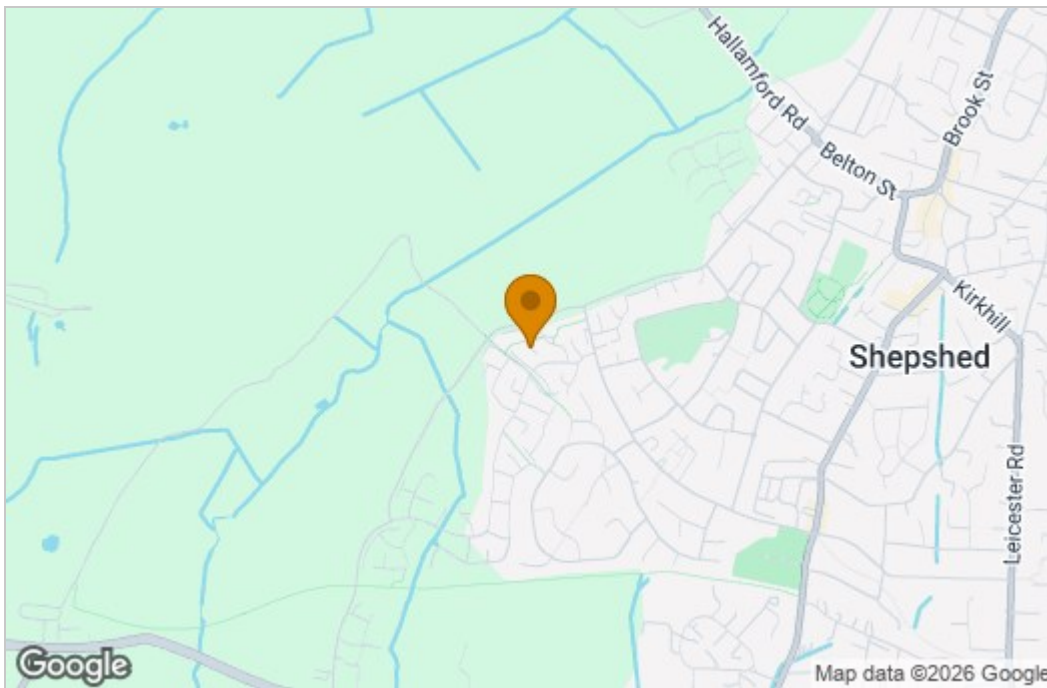 Hallamford Rd
Brook St
Belton St
Kirkhill
Shepshed
Leicester Rd
Google
Map data ©2026 Google